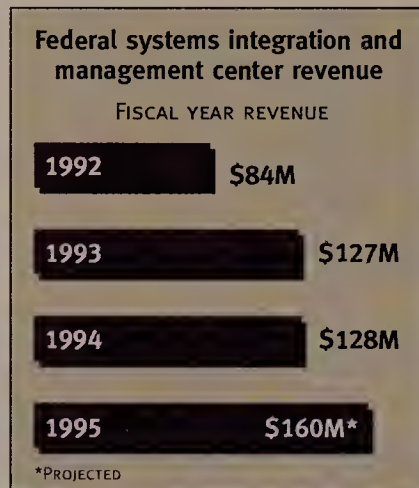 Federal systems integration and
management center revenue
FISCAL YEAR REVENUE
1992 $84M
1993 $127M
1994 $128M
1995 $160M*
*PROJECTED